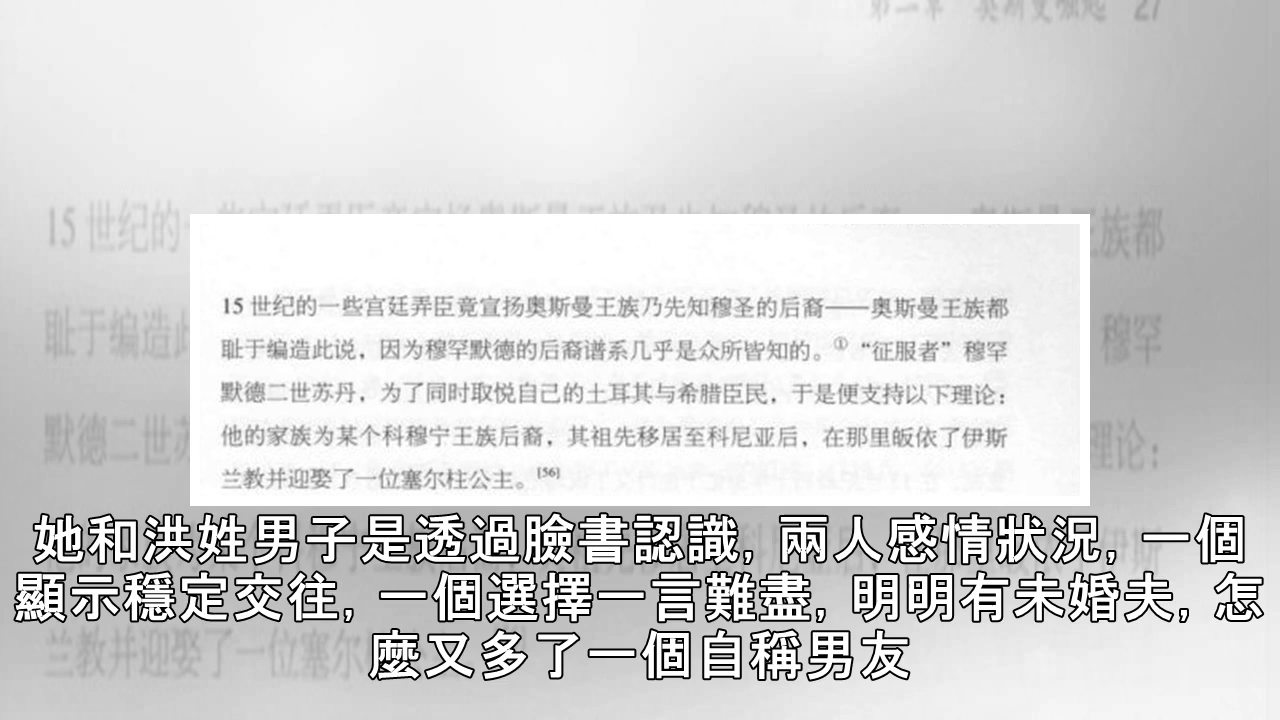 第一章 奥斯曼崛起 27
15 世纪的一些宫廷弄臣竟宣扬奥斯曼王族乃先知穆圣的后裔——奥斯曼王族都
耻于编造此说，因为穆罕默德的后裔谱系几乎是众所皆知的。① “征服者”穆罕
默德二世苏丹，为了同时取悦自己的土耳其与希腊臣民，于是便支持以下理论：
他的家族为某个科穆宁王族后裔，其祖先移居至科尼亚后，在那里皈依了伊斯
兰教并迎娶了一位塞尔柱公主。[56]
她和洪姓男子是透過臉書認識, 兩人感情狀況, 一個
顯示穩定交往, 一個選擇一言難盡, 明明有未婚夫, 怎
麼又多了一個自稱男友